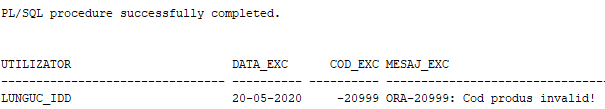 PL/SQL procedure successfully completed.
UTILIZATOR DATA_EXC COD_EXC MESAJ_EXC
------------------------------ ---------- ---------- --------------------------------
LUNGUC_IDD 20-05-2020 -20999 ORA-20999: Cod produs invalid!